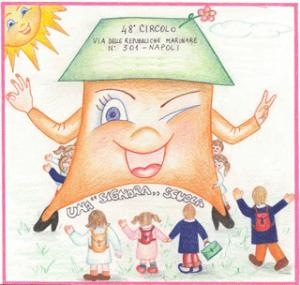 48° CIRCOLO
VIA DELLE REPUBBLICHE MARINARE
N° 301 - NAPOLI
UNA "SIGNORA,, SCUOLA